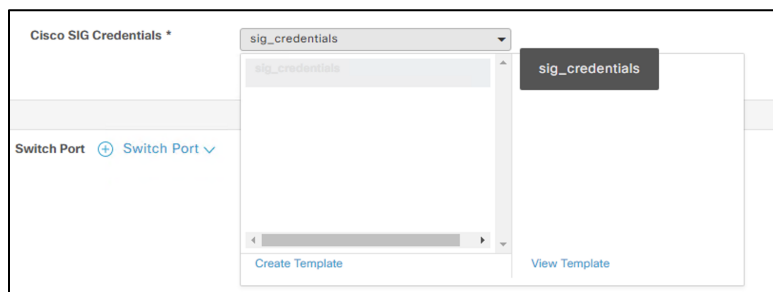 Cisco SIG Credentials *
sig_credentials
sig_credentials
sig_credentials
Switch Port
Switch Port
Create Template
View Template